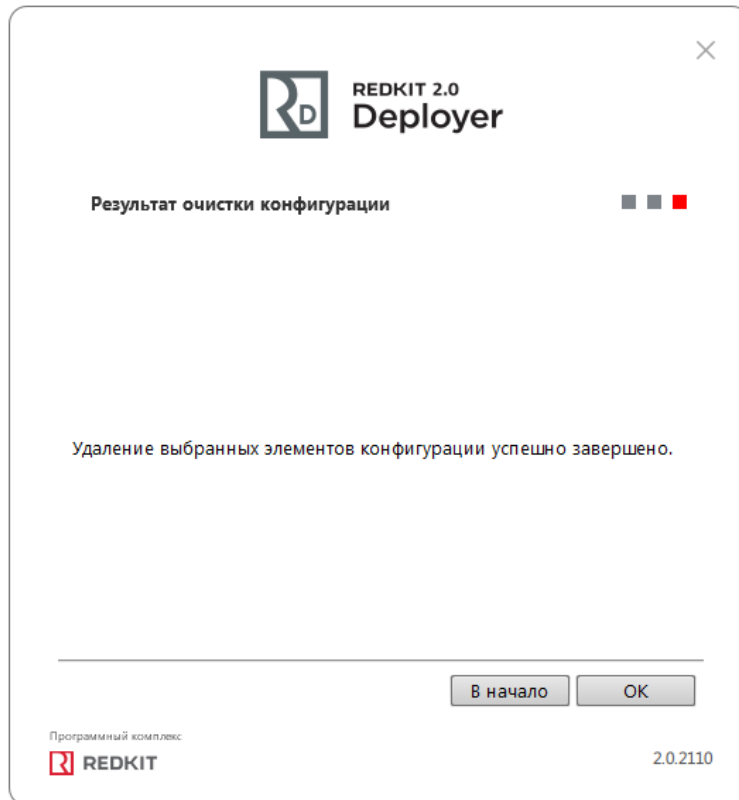 REDKIT 2.0
Deployer
Результат очистки конфигурации
Удаление выбранных элементов конфигурации успешно завершено.
В начало
ОК
Программный комплекс
REDKIT
2.0.2110